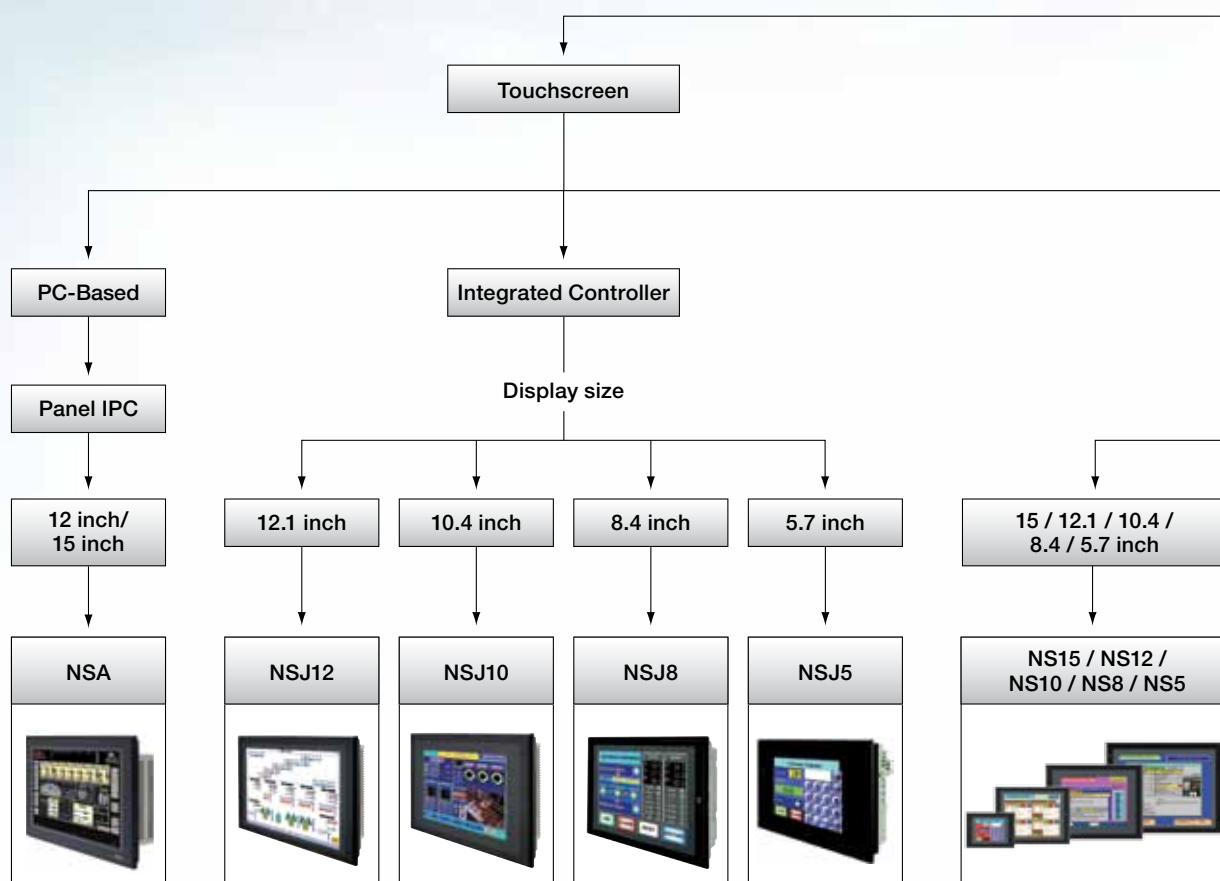 Touchscreen
PC-Based
Integrated Controller
Panel IPC
Display size
12 inch/
15 inch
12.1 inch
10.4 inch
8.4 inch
5.7 inch
15 / 12.1 / 10.4 /
8.4 / 5.7 inch
NSA
NSJ12
NSJ10
NSJ8
NSJ5
NS15 / NS12 /
NS10 / NS8 / NS5